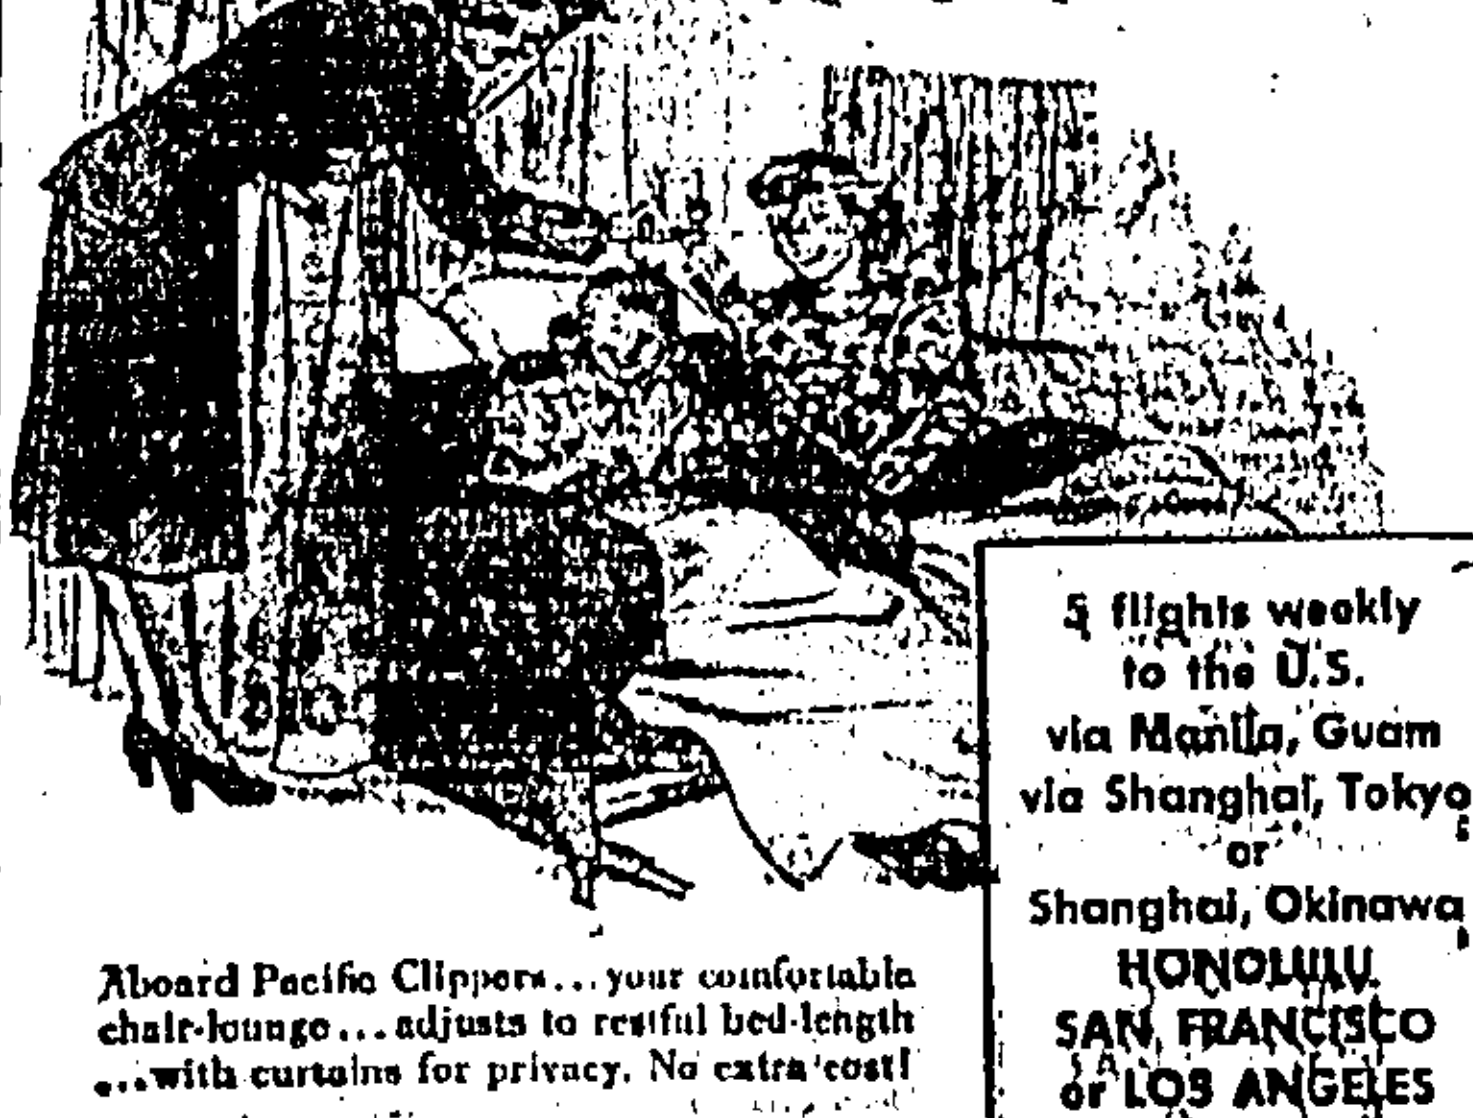 Aboard Pacific Clippers...your comfortable
chair-lounge...adjusts to restful bed-length
...with curtains for privacy. No extra cost!
5 flights weekly
to the U.S.
via Manila, Guam
via Shanghai, Tokyo
or
Shanghai, Okinawa
HONOLULU
SAN FRANCISCO
or LOS ANGELES